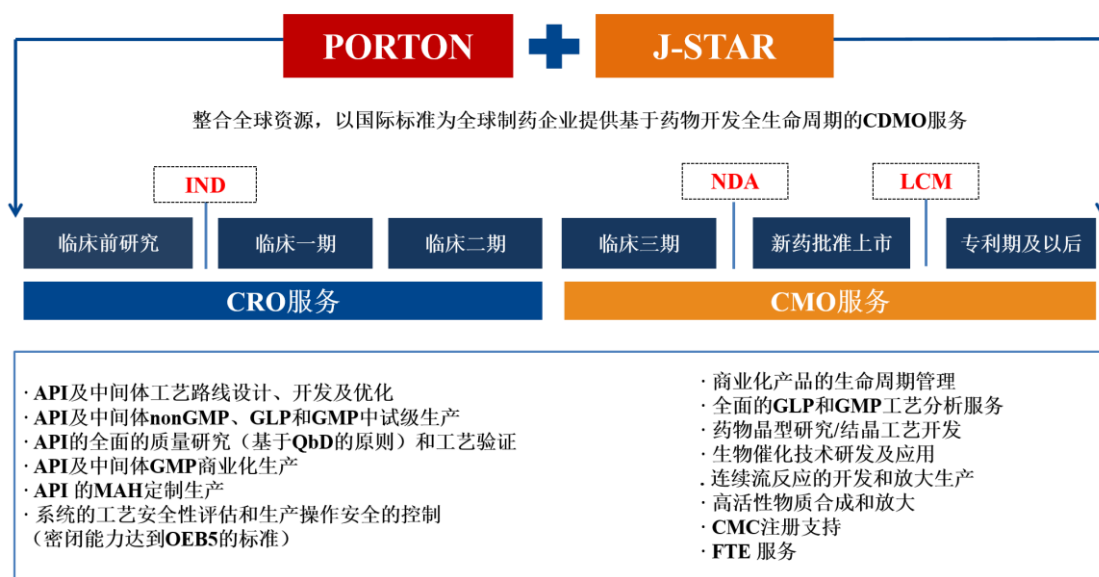 PORTON
J-STAR
整合全球资源，以国际标准为全球制药企业提供基于药物开发全生命周期的CDMO服务
IND
NDA
LCM
临床前研究
临床一期
临床二期
临床三期
新药批准上市
专利期及以后
CRO服务
CMO服务
· API及中间体工艺路线设计、开发及优化
· API及中间体nonGMP、GLP和GMP中试级生产
· API的全面的质量研究（基于QbD的原则）和工艺验证
· API及中间体GMP商业化生产
· API 的MAH定制生产
· 系统的工艺安全性评估和生产操作安全的控制
（密闭能力达到OEB5的标准）
· 商业化产品的生命周期管理
· 全面的GLP和GMP工艺分析服务
· 药物晶型研究/结晶工艺开发
· 生物催化技术研发及应用
. 连续流反应的开发和放大生产
· 高活性物质合成和放大
· CMC注册支持
· FTE 服务